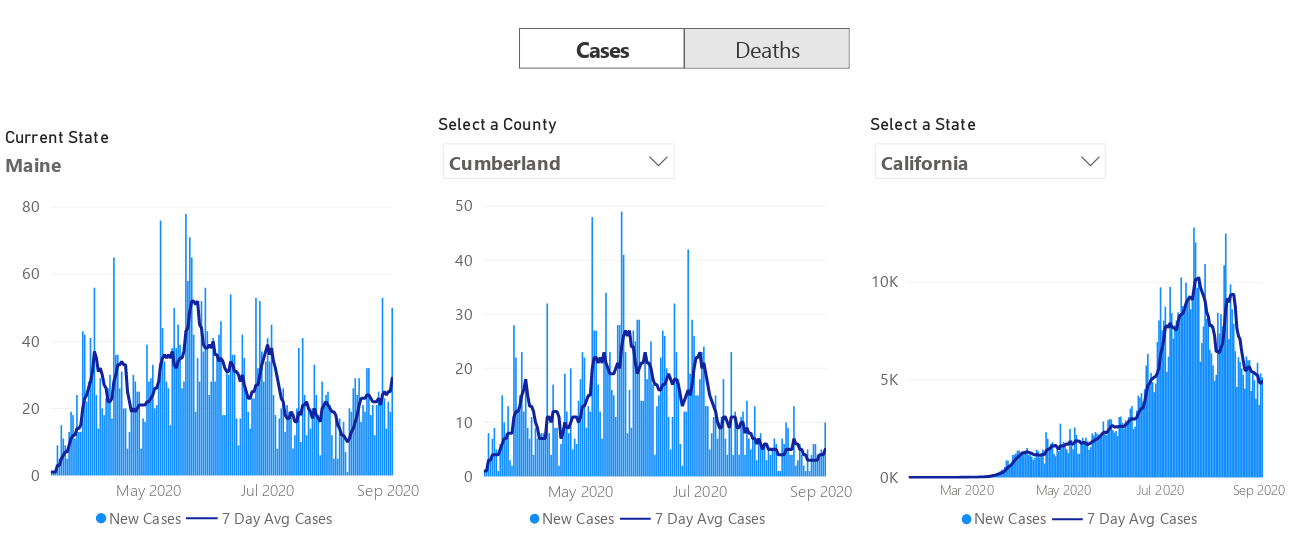 Cases Deaths
Current State
Maine
80
60
40
20
0
May 2020 Jul 2020 Sep 2020
New Cases 7 Day Avg Cases
Select a County
Cumberland
50
40
30
20
10
0
May 2020 Jul 2020 Sep 2020
New Cases 7 Day Avg Cases
Select a State
California
10K
5K
0K
Mar 2020 May 2020 Jul 2020 Sep 2020
New Cases 7 Day Avg Cases